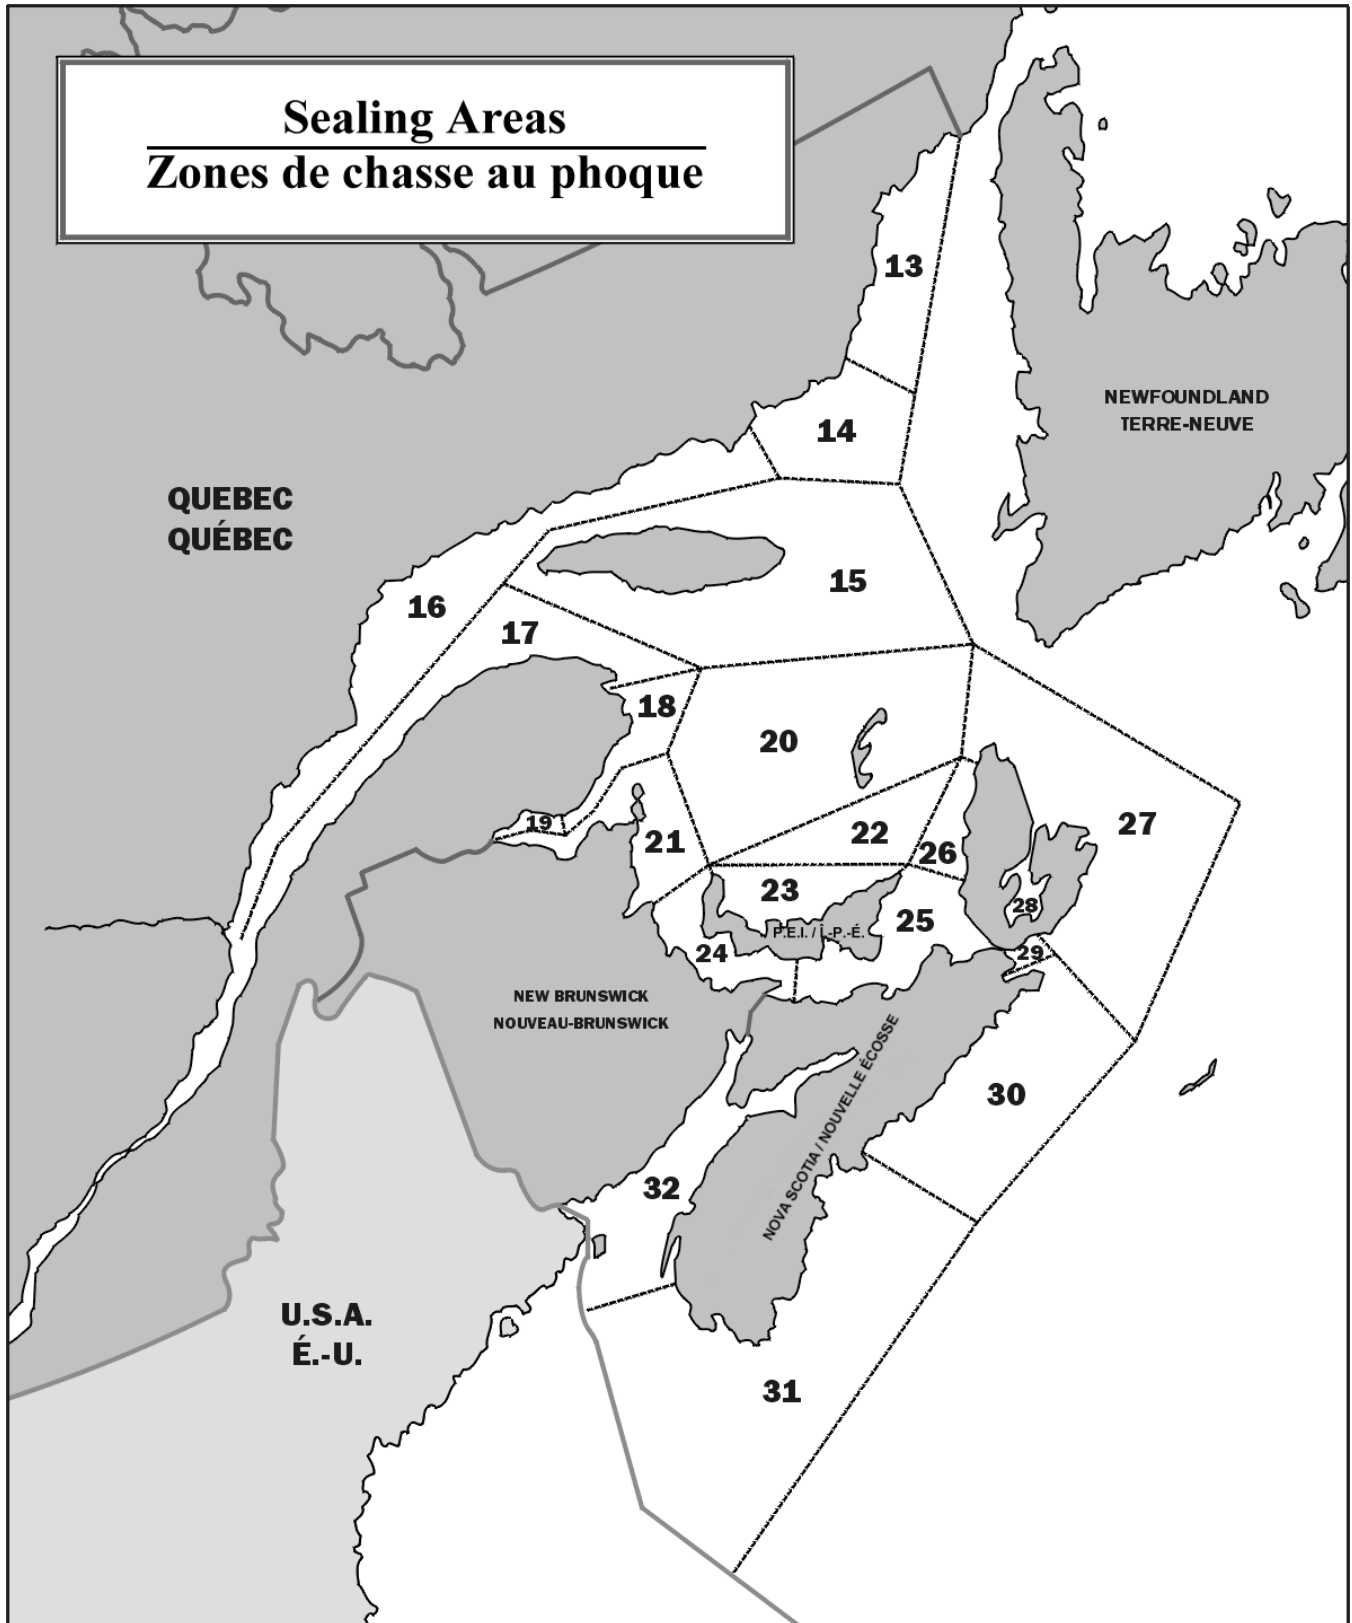 Sealing Areas
Zones de chasse au phoque
13
NEWFOUNDLAND
TERRE-NEUVE
14
QUEBEC
QUÉBEC
15
16
17
18
20
19
21
22
26
27
23
28
25
P.E.I. / Î.-P.-É.
24
29
NEW BRUNSWICK
NOUVEAU-BRUNSWICK
NOVA SCOTIA / NOUVELLE ÉCOSSE
30
32
U.S.A.
É.-U.
31